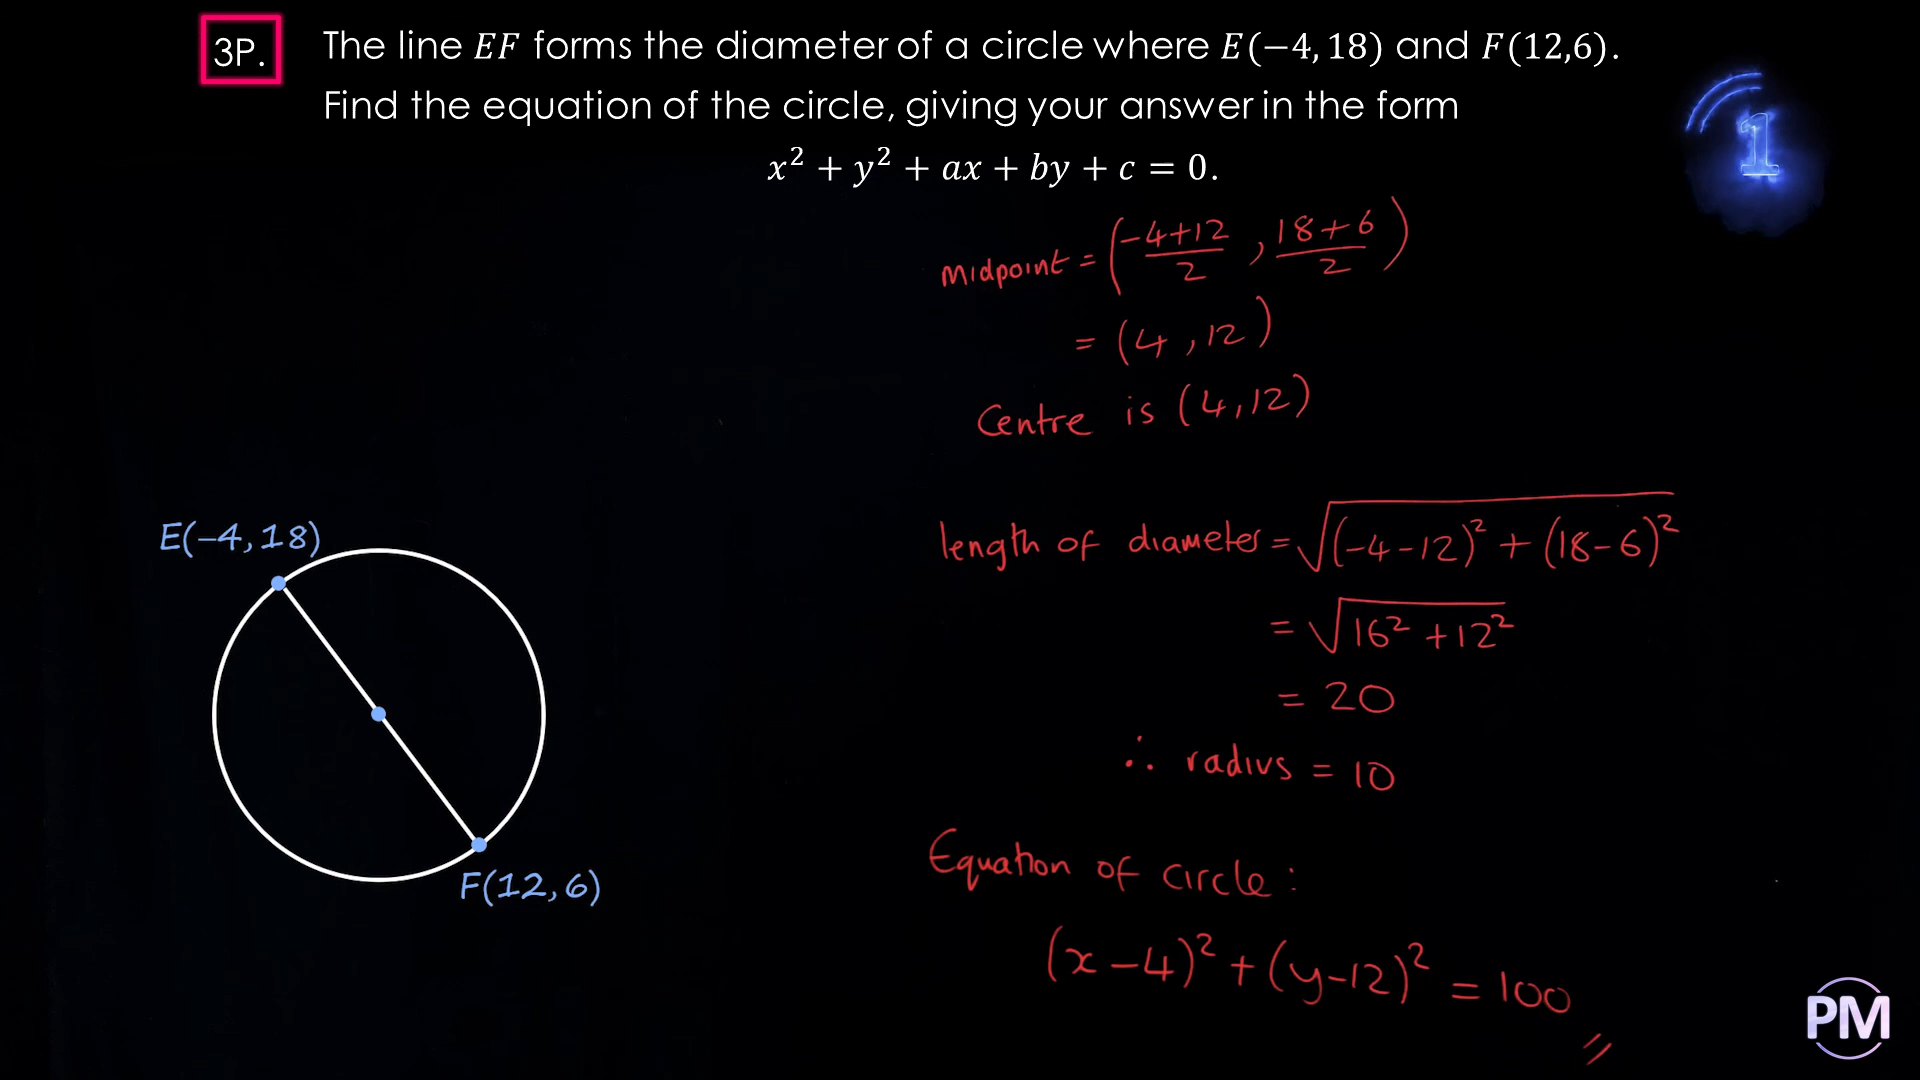 3P. The line EF forms the diameter of a circle where E(−4, 18) and F(12,6).
Find the equation of the circle, giving your answer in the form
x² + y² + ax + by + c = 0.
1
midpoint = (-4+12/2, 18+6/2)
= (4,12)
Centre is (4,12)
length of diameter = √((-4-12)² + (18-6)²)
= √(16² + 12²)
= 20
∴ radius = 10
Equation of circle:
(x-4)² + (y-12)² = 100
E(-4,18)
F(12,6)
PM